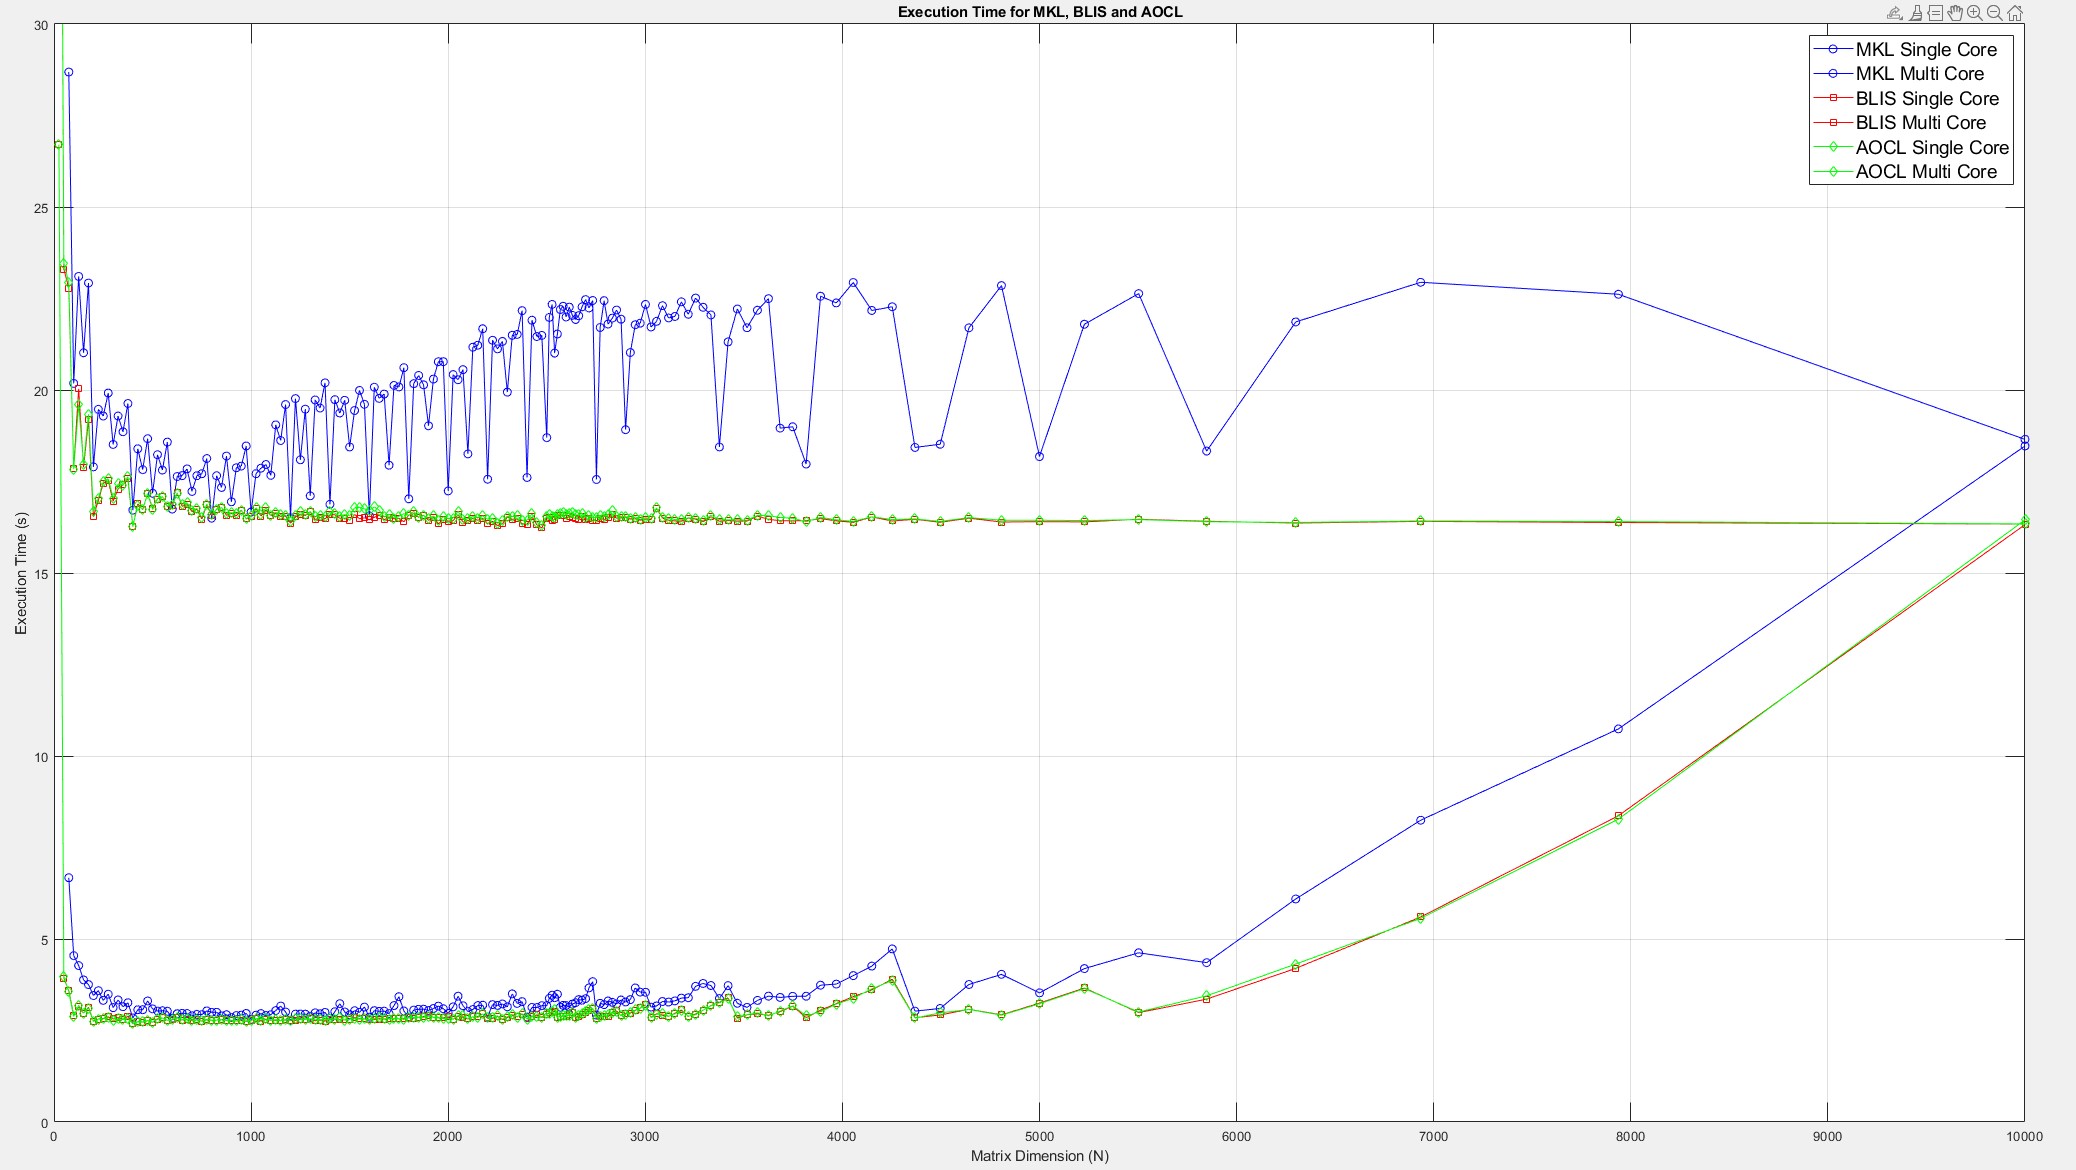 Execution Time for MKL, BLIS and AOCL
MKL Single Core
MKL Multi Core
BLIS Single Core
BLIS Multi Core
AOCL Single Core
AOCL Multi Core
Execution Time (s)
30
25
20
15
10
5
0
0 1000 2000 3000 4000 5000 6000 7000 8000 9000 10000
Matrix Dimension (N)